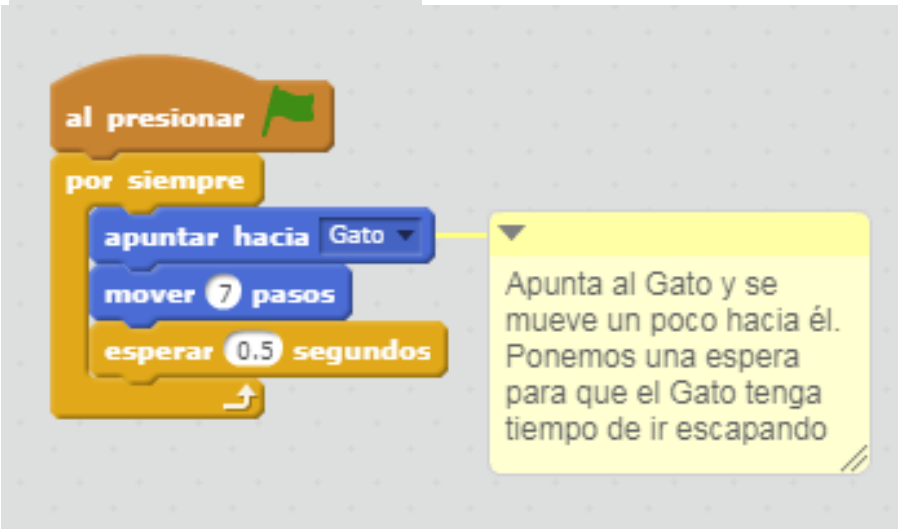 al presionar
por siempre
apuntar hacia Gato
mover 7 pasos
esperar 0.5 segundos
Apunta al Gato y se
mueve un poco hacia él.
Ponemos una espera
para que el Gato tenga
tiempo de ir escapando